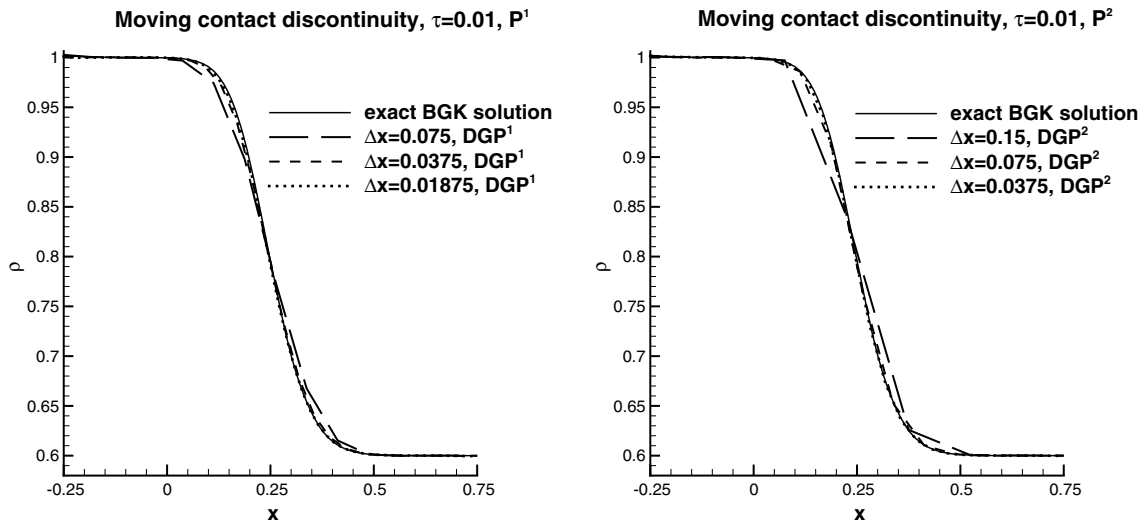 Moving contact discontinuity, τ=0.01, P¹
1
0.95
0.9
0.85
0.8
0.75
0.7
0.65
0.6
ρ
exact BGK solution
Δx=0.075, DGP¹
Δx=0.0375, DGP¹
Δx=0.01875, DGP¹
-0.25 0 0.25 0.5 0.75
x
Moving contact discontinuity, τ=0.01, P²
1
0.95
0.9
0.85
0.8
0.75
0.7
0.65
0.6
ρ
exact BGK solution
Δx=0.15, DGP²
Δx=0.075, DGP²
Δx=0.0375, DGP²
-0.25 0 0.25 0.5 0.75
x